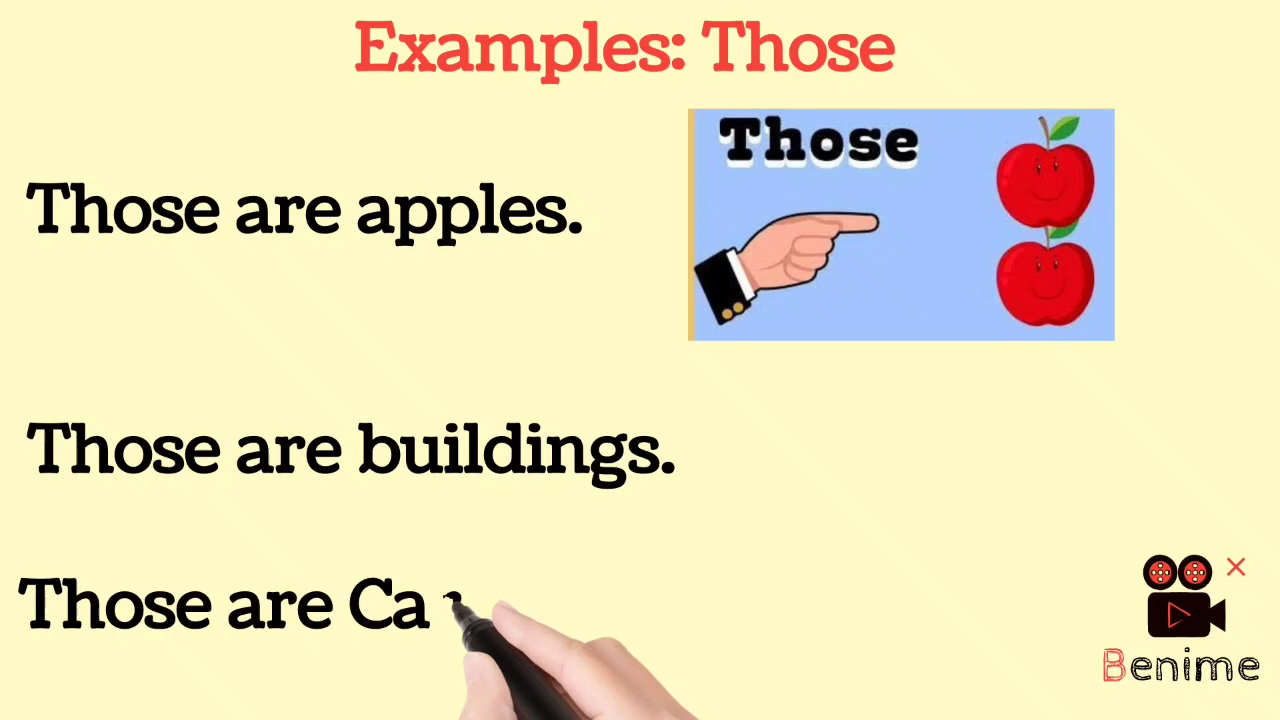 Examples: Those
Those
Those are apples.
Those are buildings.
Those are Ca
Benime